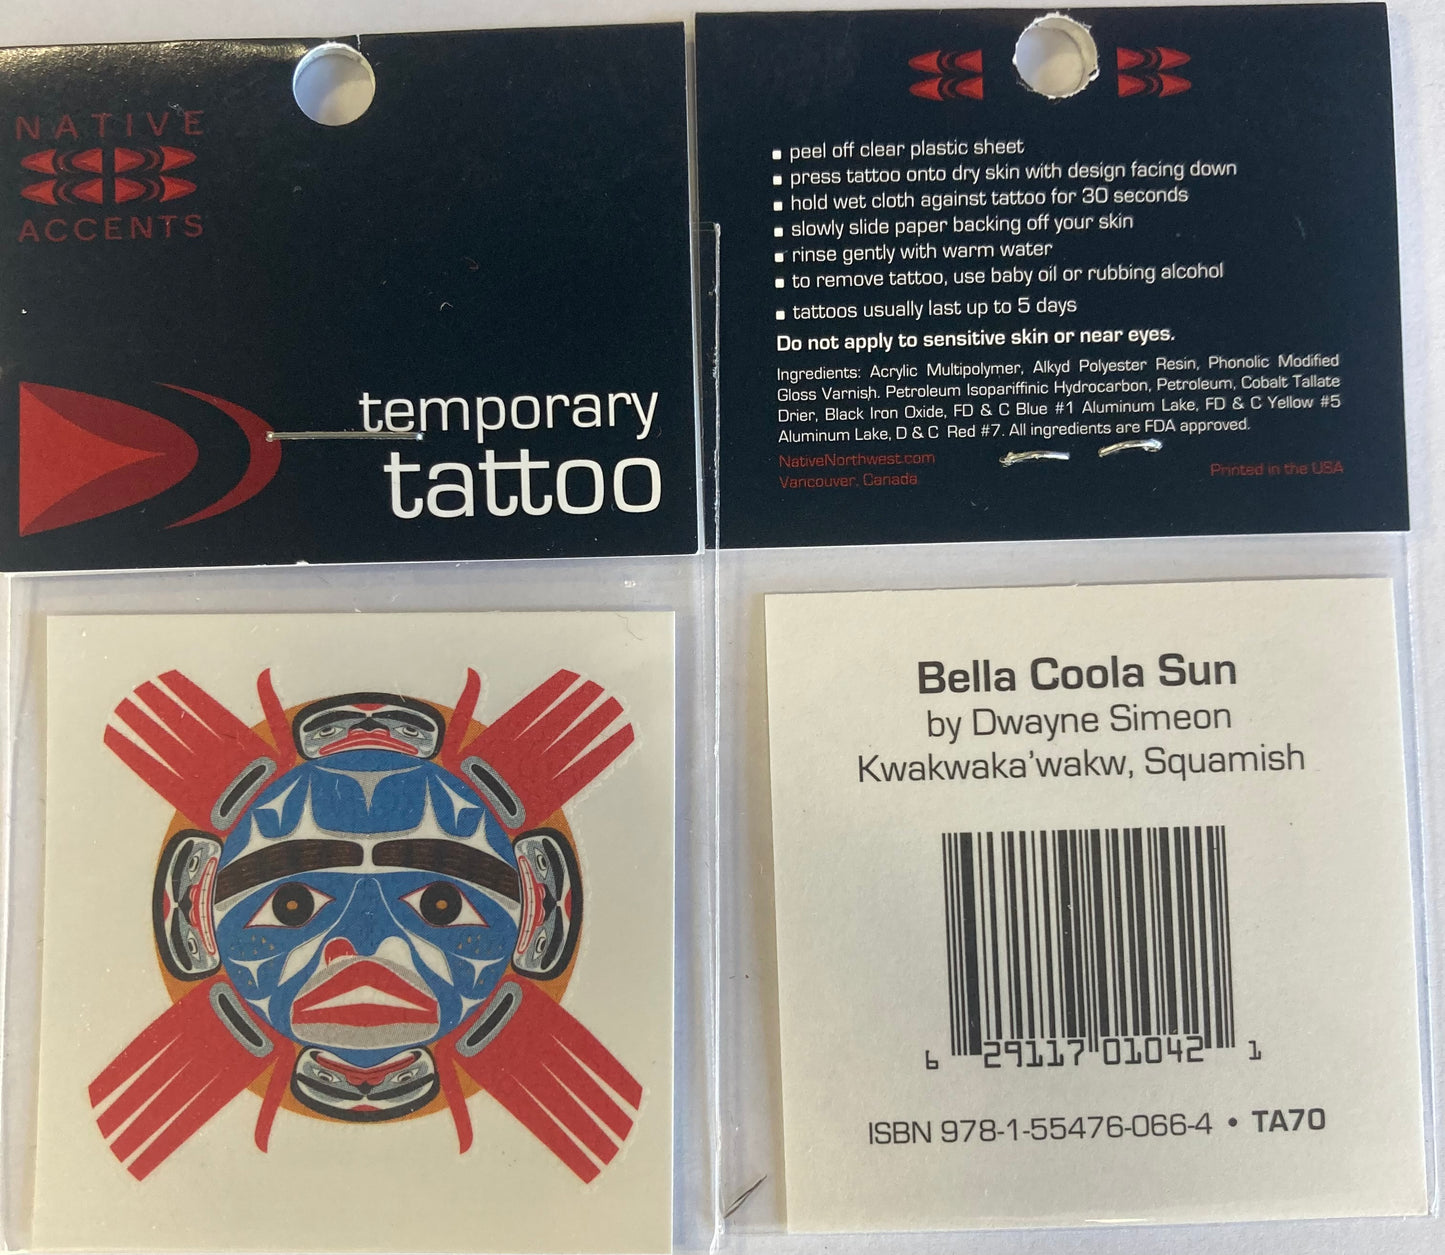 NATIVE
ACCENTS
temporary
tattoo
▪ peel off clear plastic sheet
▪ press tattoo onto dry skin with design facing down
▪ hold wet cloth against tattoo for 30 seconds
▪ slowly slide paper backing off your skin
▪ rinse gently with warm water
▪ to remove tattoo, use baby oil or rubbing alcohol
▪ tattoos usually last up to 5 days
Do not apply to sensitive skin or near eyes.
Ingredients: Acrylic Multipolymer, Alkyd Polyester Resin, Phonolic Modified
Gloss Varnish. Petroleum Isopariffinic Hydrocarbon, Petroleum, Cobalt Tallate
Drier, Black Iron Oxide, FD & C Blue #1 Aluminum Lake, FD & C Yellow #5
Aluminum Lake, D & C Red #7. All ingredients are FDA approved.
NativeNorthwest.com
Vancouver, Canada
Printed in the USA
Bella Coola Sun
by Dwayne Simeon
Kwakwaka'wakw, Squamish
6 29117 01042 1
ISBN 978-1-55476-066-4 • TA70